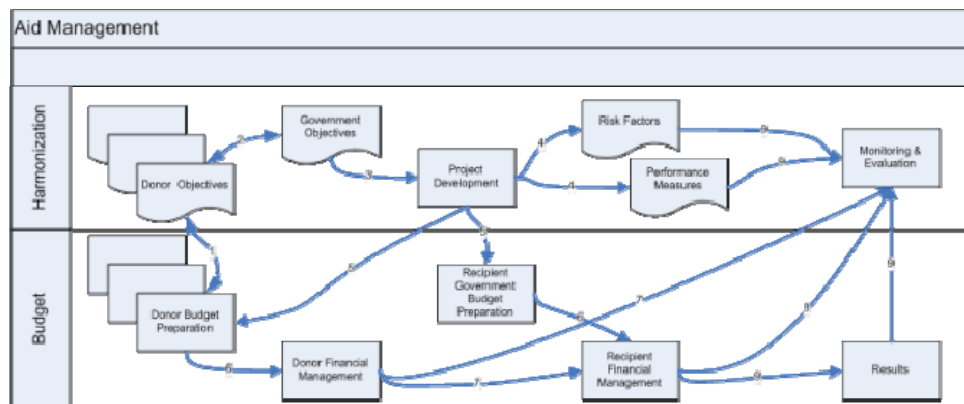 Aid Management
Harmonization
Government
Objectives
Risk Factors
Monitoring &
Evaluation
Donor Objectives
Project
Development
Performance
Measures
2
3
4
4
9
9
Budget
1
5
5
Recipient
Government
Budget
Preparation
Donor Budget
Preparation
6
6
7
7
8
9
9
Donor Financial
Management
Recipient
Financial
Management
Results